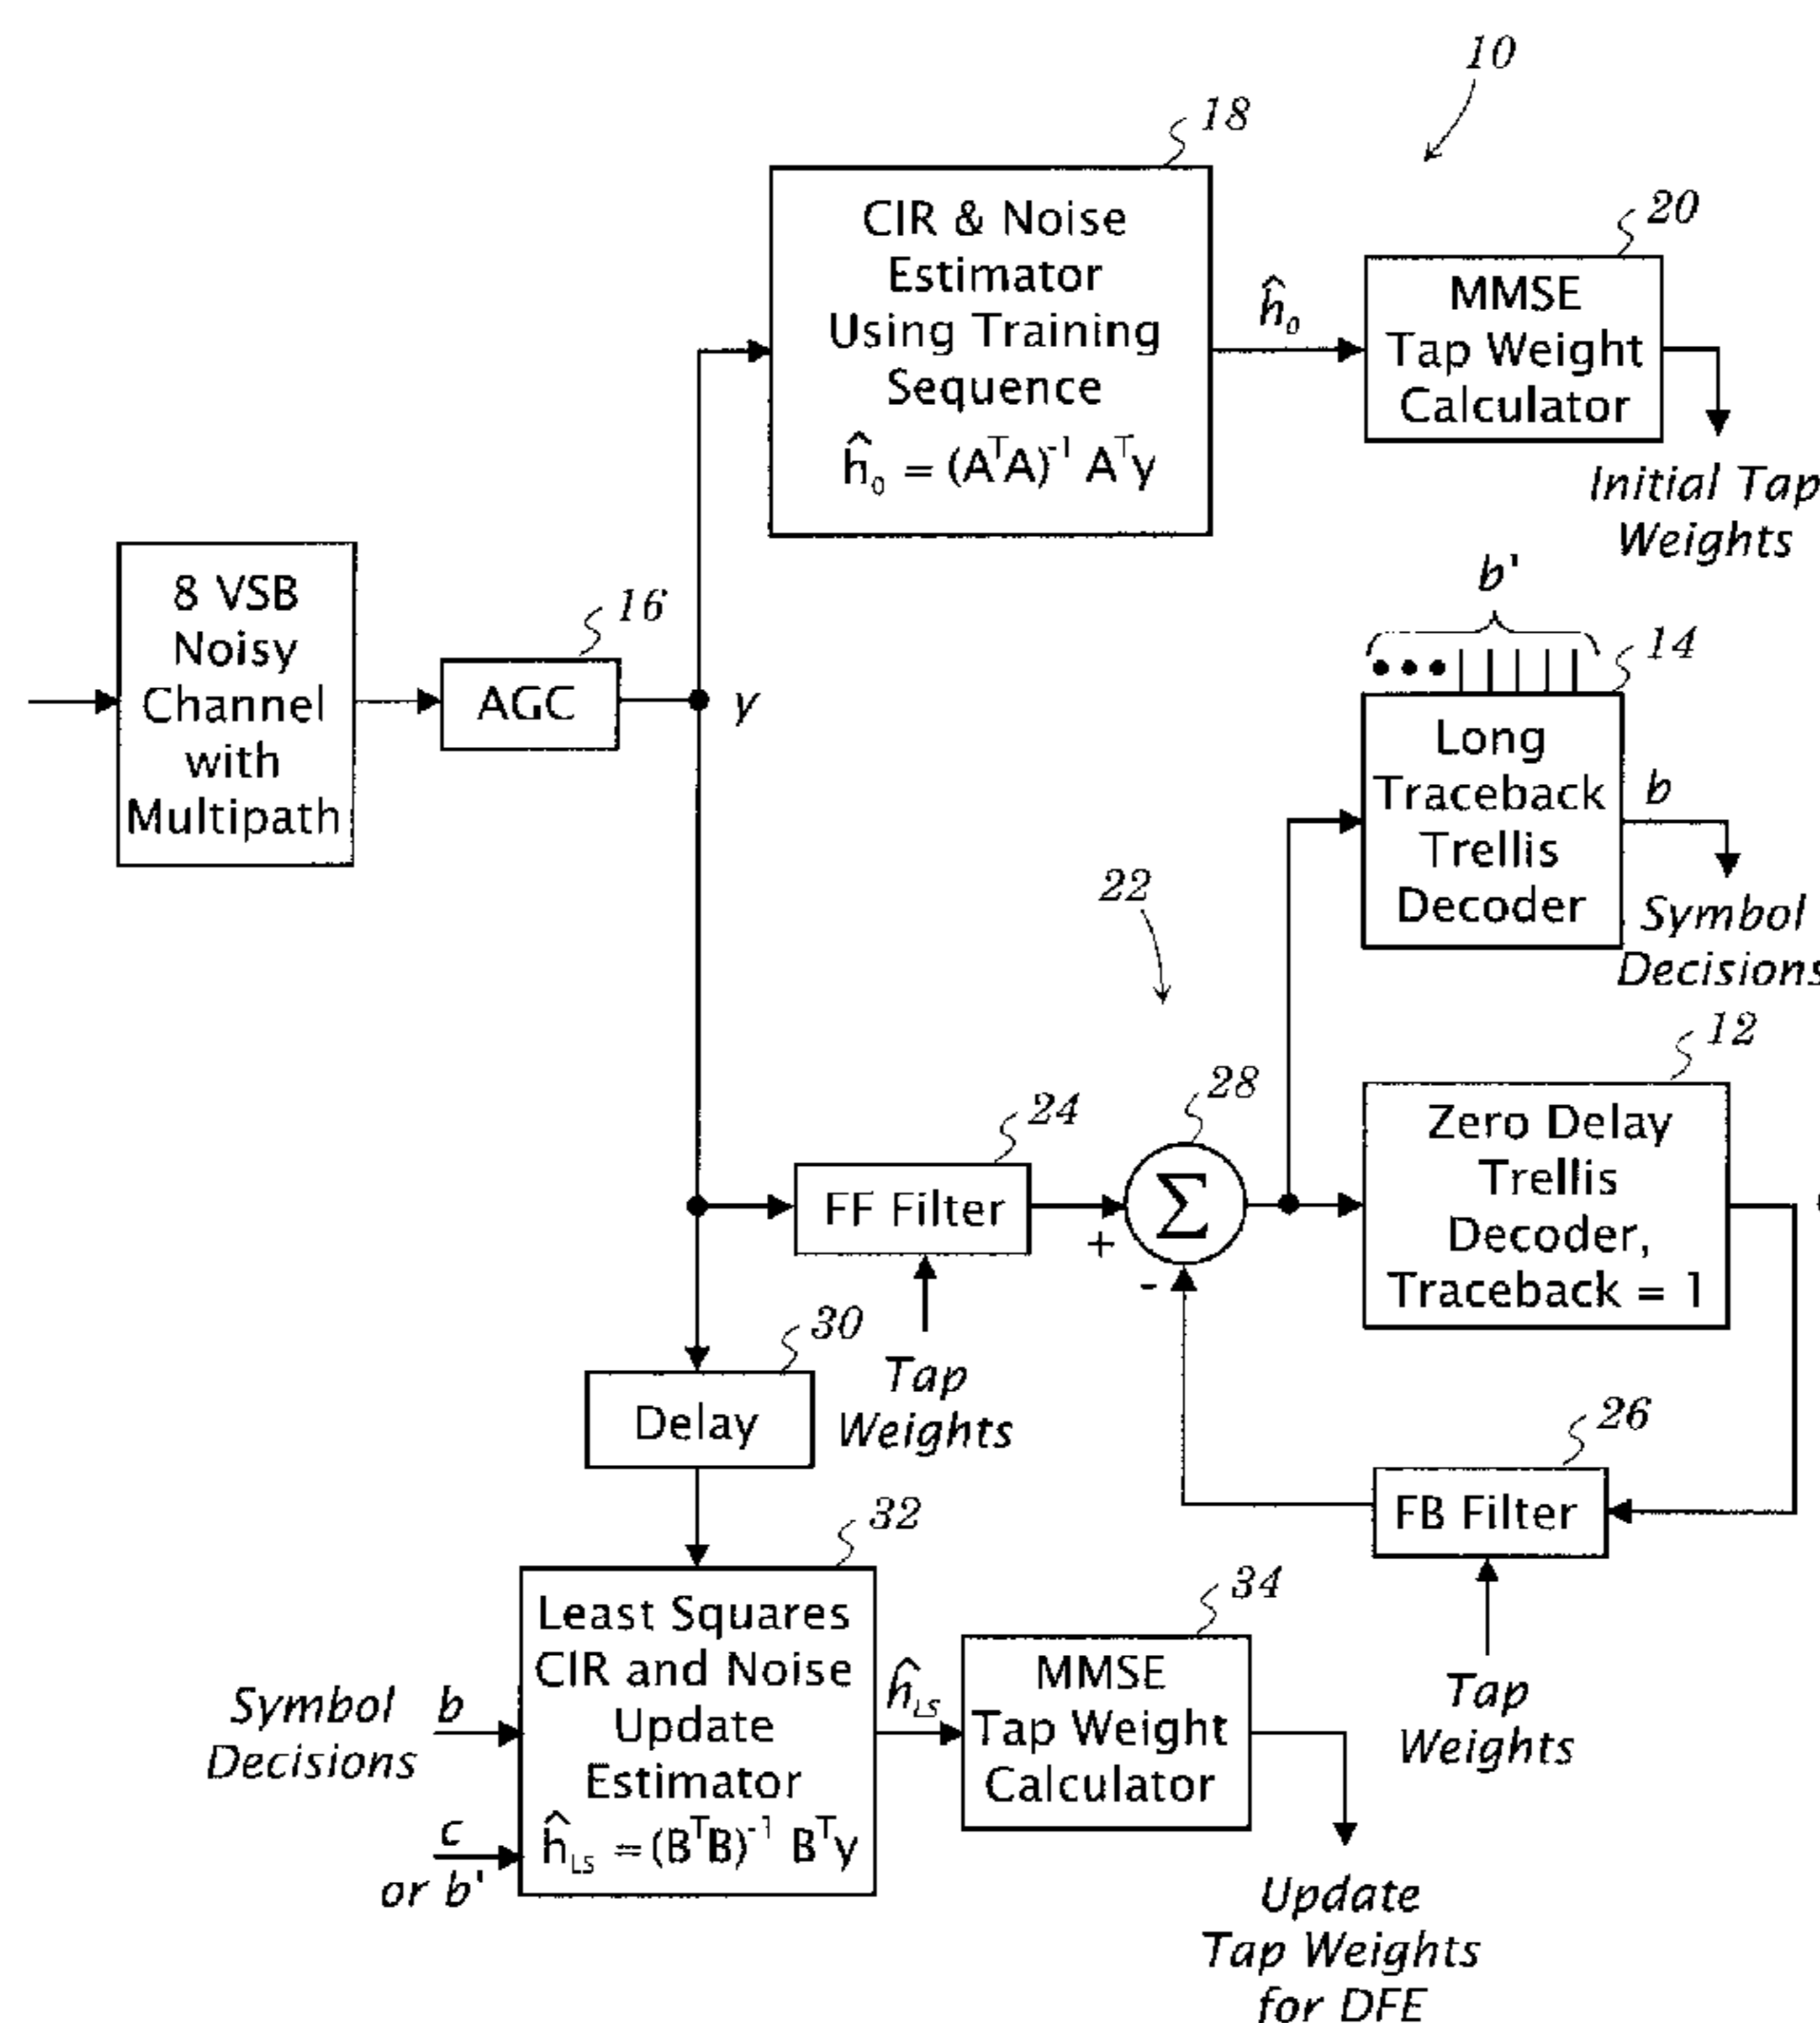 10
18
CIR & Noise
Estimator
Using Training
Sequence
ĥ₀ = (AᵀA)⁻¹ Aᵀy
ĥ₀
20
MMSE
Tap Weight
Calculator
Initial Tap
Weights
8 VSB
Noisy
Channel
with
Multipath
16
AGC
y
b'
14
Long
Traceback
Trellis
Decoder
b
Symbol
Decisions
22
12
Zero Delay
Trellis
Decoder,
Traceback = 1
24
FF Filter
Tap
Weights
28
Σ
+
-
26
FB Filter
Tap
Weights
30
Delay
32
Least Squares
CIR and Noise
Update
Estimator
ĥLS = (BᵀB)⁻¹ Bᵀy
Symbol
Decisions
b
c
or b'
ĥLS
34
MMSE
Tap Weight
Calculator
Update
Tap Weights
for DFE